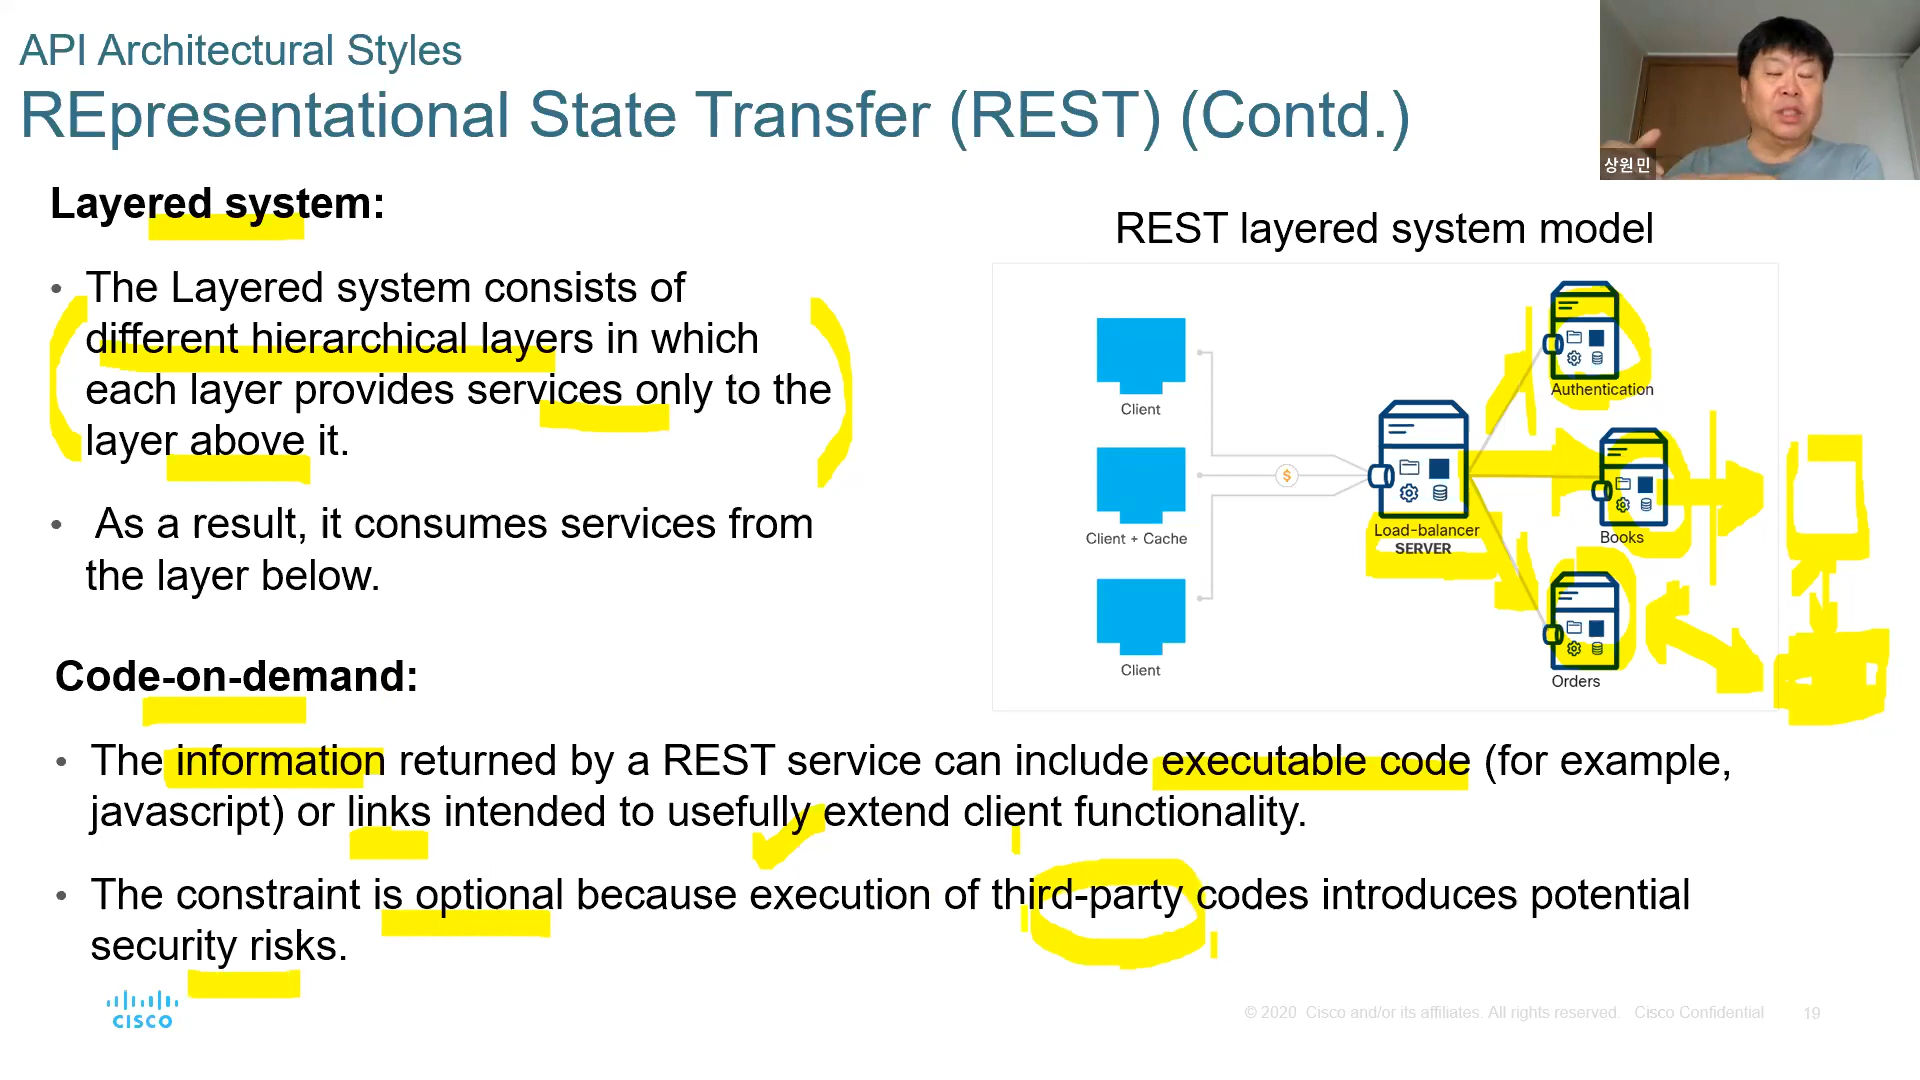 API Architectural Styles
REpresentational State Transfer (REST) (Contd.)
상원민
Layered system:
• The Layered system consists of
different hierarchical layers in which
each layer provides services only to the
layer above it.
• As a result, it consumes services from
the layer below.
REST layered system model
Client
Client + Cache
Client
$
Load-balancer
SERVER
Authentication
Books
Orders
Code-on-demand:
• The information returned by a REST service can include executable code (for example,
javascript) or links intended to usefully extend client functionality.
• The constraint is optional because execution of third-party codes introduces potential
security risks.
CISCO
© 2020 Cisco and/or its affiliates. All rights reserved. Cisco Confidential 19